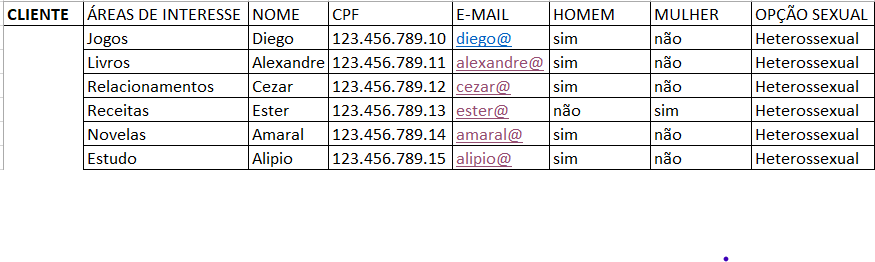 CLIENTE ÁREAS DE INTERESSE NOME CPF E-MAIL HOMEM MULHER OPÇÃO SEXUAL
Jogos Diego 123.456.789.10 diego@ sim não Heterossexual
Livros Alexandre 123.456.789.11 alexandre@ sim não Heterossexual
Relacionamentos Cezar 123.456.789.12 cezar@ sim não Heterossexual
Receitas Ester 123.456.789.13 ester@ não sim Heterossexual
Novelas Amaral 123.456.789.14 amaral@ sim não Heterossexual
Estudo Alipio 123.456.789.15 alipio@ sim não Heterossexual